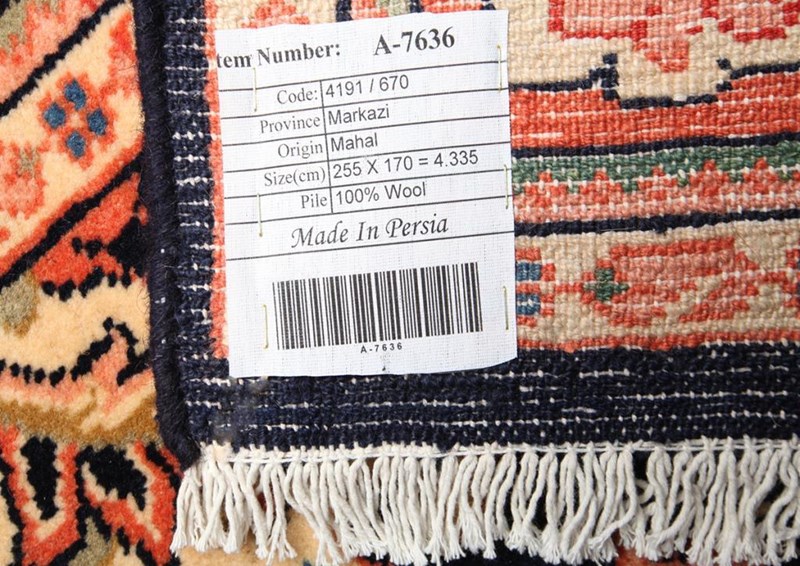 tem Number: A-7636
Code: 4191 / 670
Province Markazi
Origin Mahal
Size(cm) 255 X 170 = 4.335
Pile 100% Wool
Made In Persia
A-7636